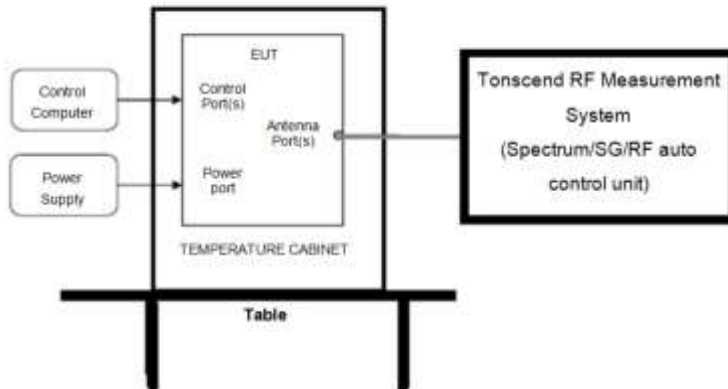 EUT
Control
Computer
Control
Port(s)
Antenna
Port(s)
Power
Supply
Power
port
TEMPERATURE CABINET
Table
Tonscend RF Measurement
System
(Spectrum/SG/RF auto
control unit)